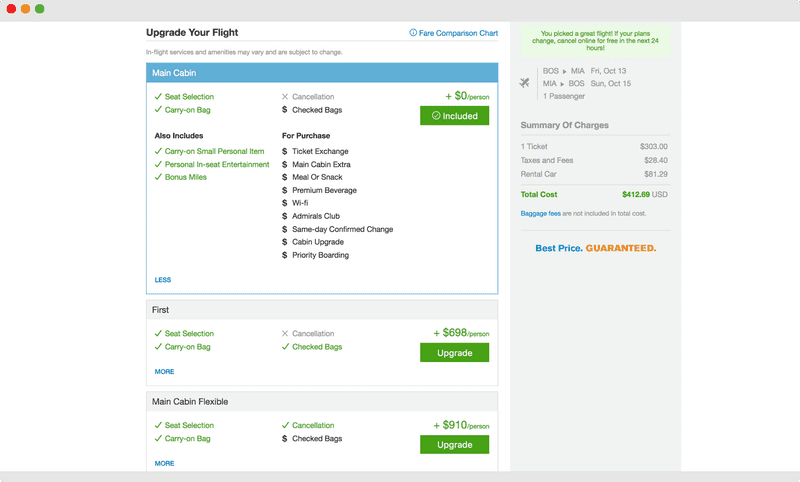 Upgrade Your Flight
Fare Comparison Chart
In-flight services and amenities may vary and are subject to change.
Main Cabin
Seat Selection
Cancellation
+ $0/person
Carry-on Bag
$ Checked Bags
Included
Also Includes
For Purchase
Carry-on Small Personal Item
$ Ticket Exchange
Personal In-seat Entertainment
$ Main Cabin Extra
Bonus Miles
$ Meal Or Snack
$ Premium Beverage
$ Wi-fi
$ Admirals Club
$ Same-day Confirmed Change
$ Cabin Upgrade
$ Priority Boarding
LESS
First
Seat Selection
Cancellation
+ $698/person
Carry-on Bag
Checked Bags
Upgrade
MORE
Main Cabin Flexible
Seat Selection
Cancellation
+ $910/person
Carry-on Bag
$ Checked Bags
Upgrade
MORE
You picked a great flight! If your plans
change, cancel online for free in the next 24
hours!
BOS ▸ MIA Fri, Oct 13
MIA ▸ BOS Sun, Oct 15
1 Passenger
Summary Of Charges
1 Ticket $303.00
Taxes and Fees $28.40
Rental Car $81.29
Total Cost $412.69 USD
Baggage fees are not included in total cost.
Best Price. GUARANTEED.